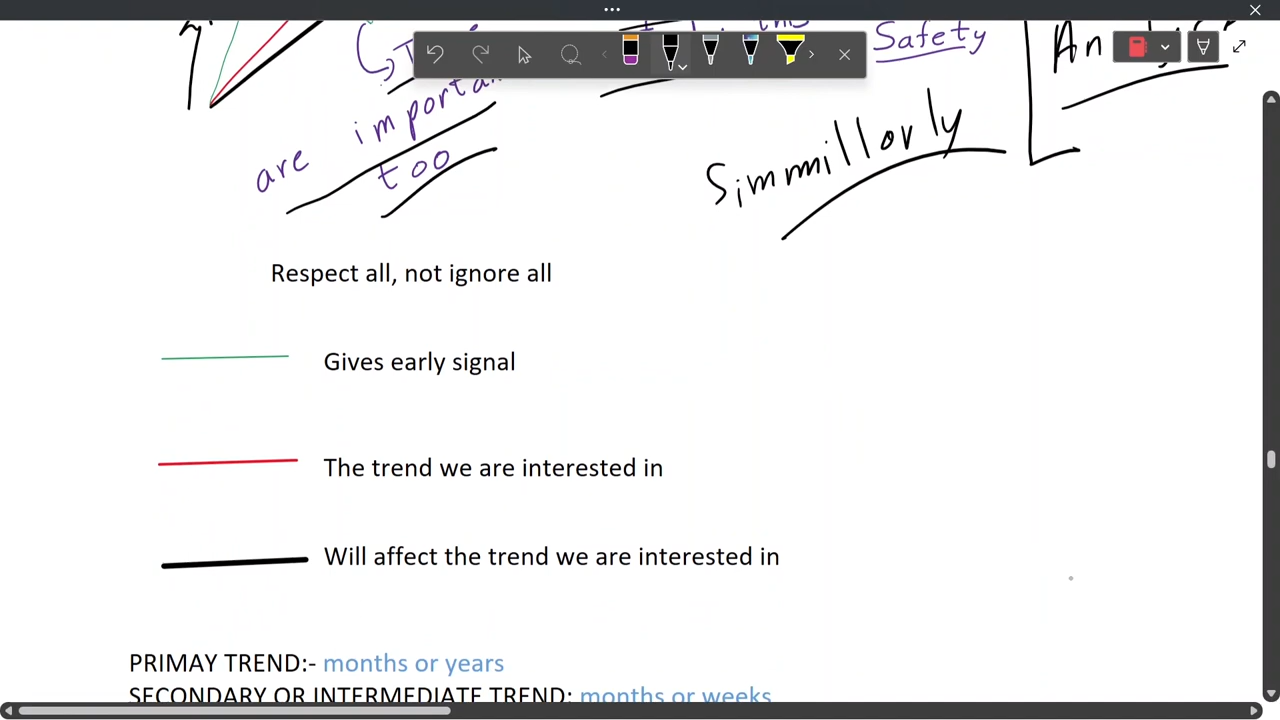 Safety
are important
too
Simmillorly
Respect all, not ignore all
Gives early signal
The trend we are interested in
Will affect the trend we are interested in
PRIMAY TREND:- months or years
SECONDARY OR INTERMEDIATE TREND: months or weeks